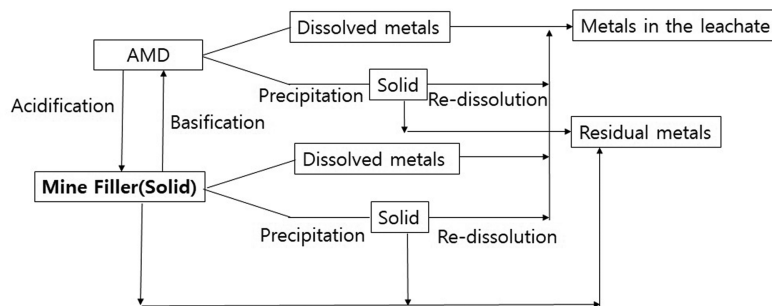 Dissolved metals
Metals in the leachate
AMD
Solid
Precipitation
Re-dissolution
Acidification
Basification
Residual metals
Dissolved metals
Mine Filler(Solid)
Solid
Precipitation
Re-dissolution